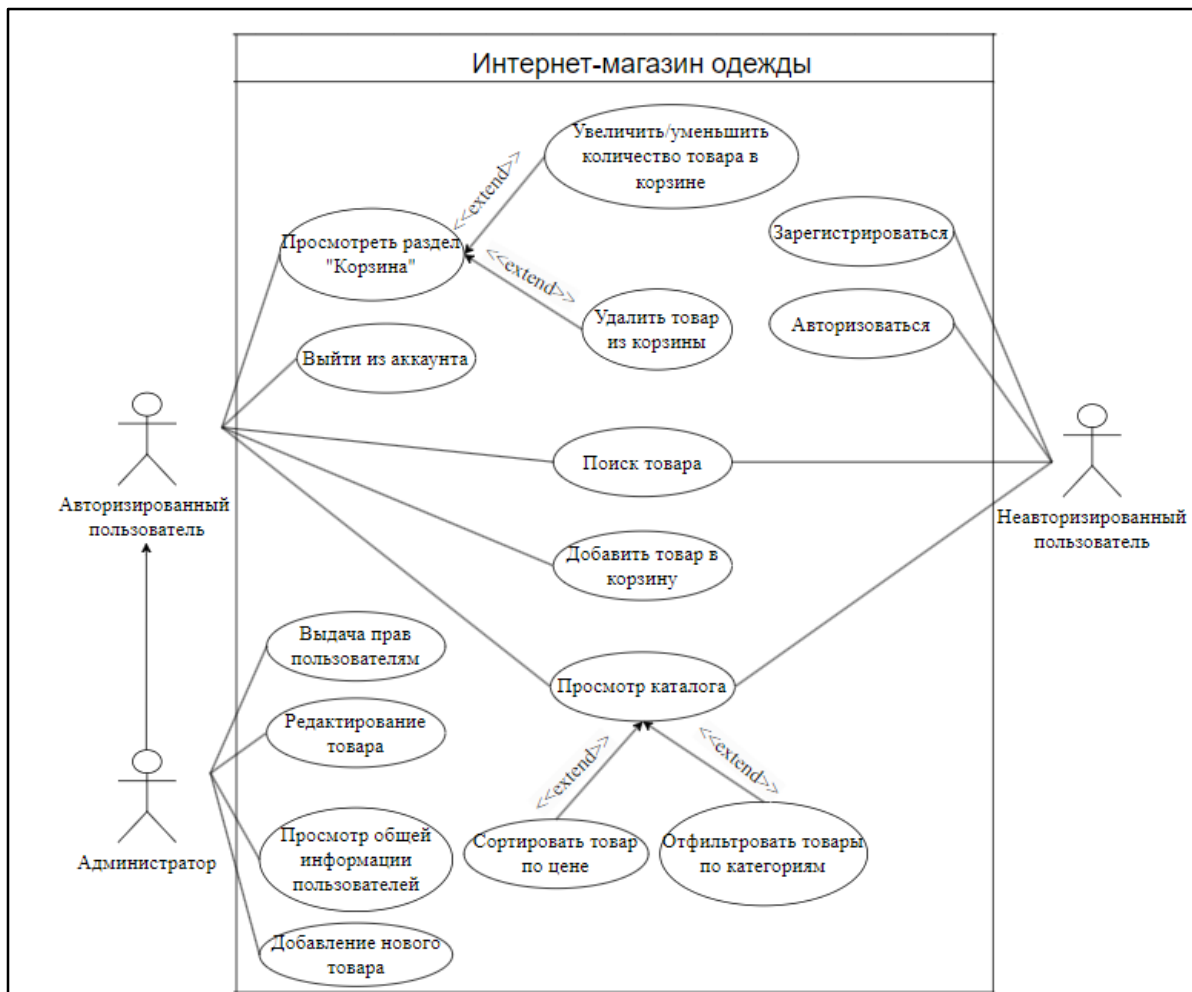 Интернет-магазин одежды
Увеличить/уменьшить
количество товара в
корзине
<<extend>>
Просмотреть раздел
"Корзина"
<<extend>>
Зарегистрироваться
Удалить товар
из корзины
Авторизоваться
Выйти из аккаунта
Авторизированный
пользователь
Поиск товара
Неавторизированный
пользователь
Добавить товар в
корзину
Выдача прав
пользователям
Просмотр каталога
Редактирование
товара
<<extend>>
<<extend>>
Администратор
Просмотр общей
информации
пользователей
Сортировать товар
по цене
Отфильтровать товары
по категориям
Добавление нового
товара